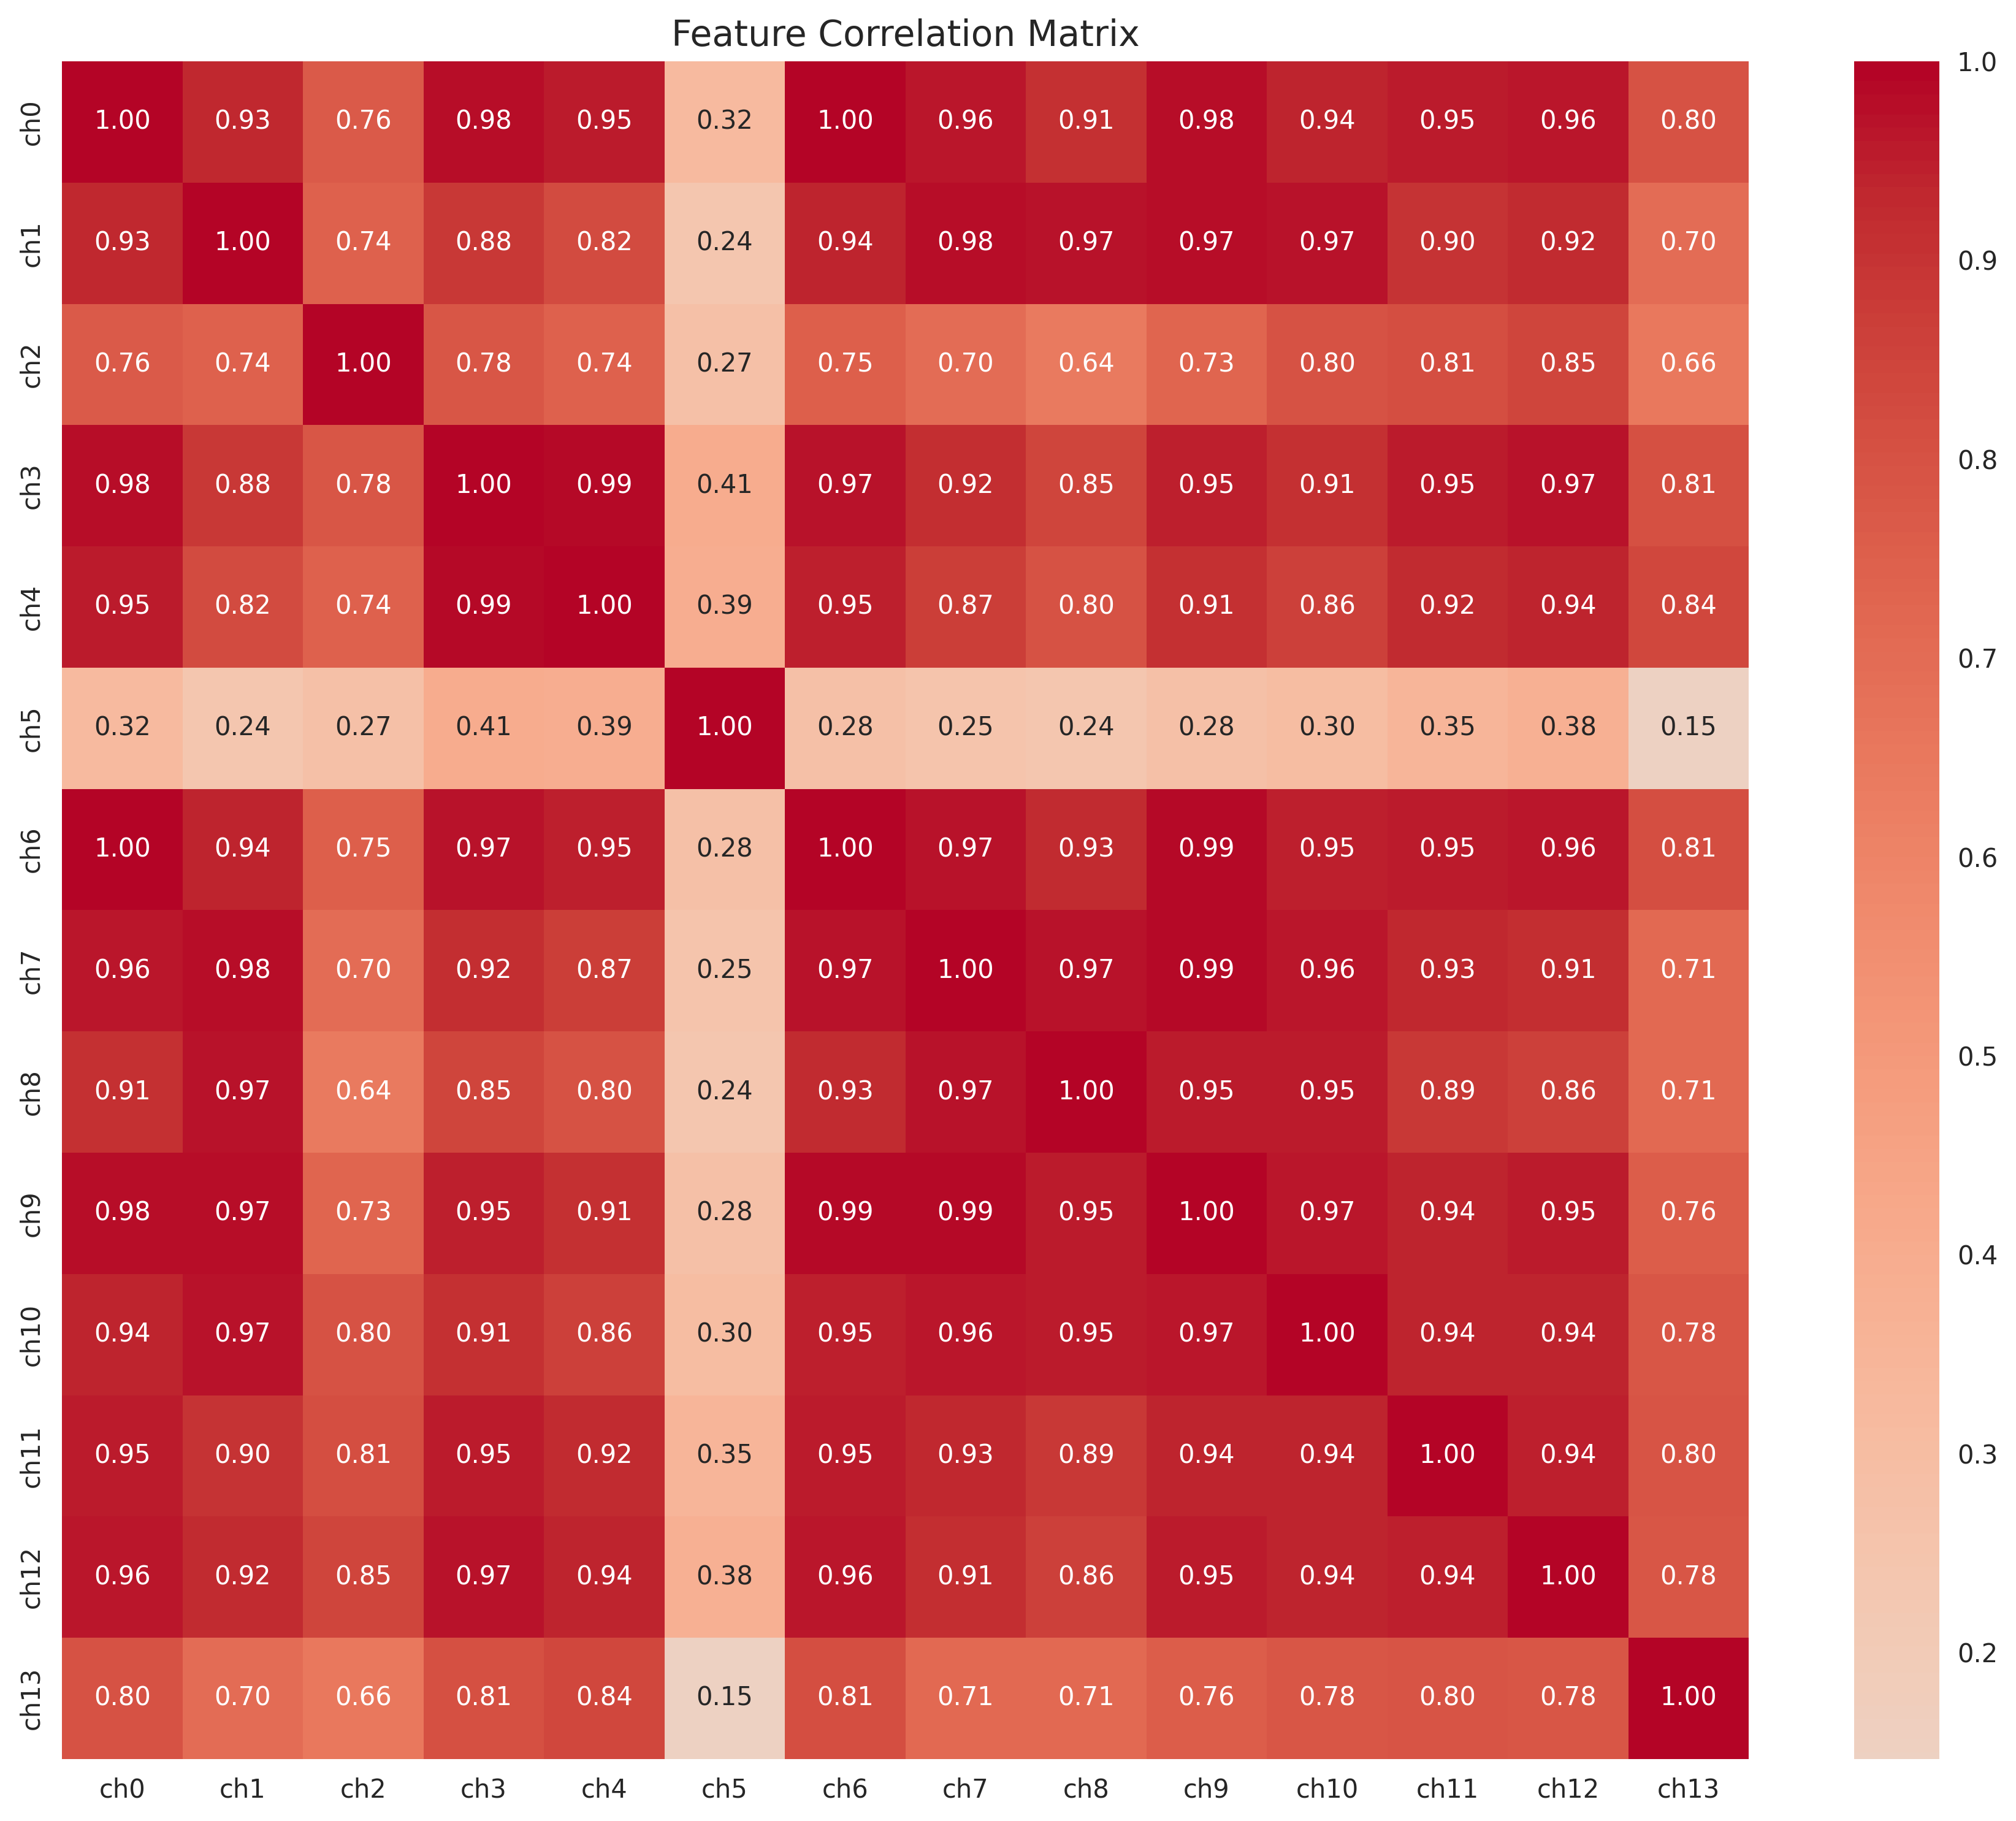 Feature Correlation Matrix
1.0
ch0 1.00 0.93 0.76 0.98 0.95 0.32 1.00 0.96 0.91 0.98 0.94 0.95 0.96 0.80
ch1 0.93 1.00 0.74 0.88 0.82 0.24 0.94 0.98 0.97 0.97 0.97 0.90 0.92 0.70
0.9
ch2 0.76 0.74 1.00 0.78 0.74 0.27 0.75 0.70 0.64 0.73 0.80 0.81 0.85 0.66
0.8
ch3 0.98 0.88 0.78 1.00 0.99 0.41 0.97 0.92 0.85 0.95 0.91 0.95 0.97 0.81
ch4 0.95 0.82 0.74 0.99 1.00 0.39 0.95 0.87 0.80 0.91 0.86 0.92 0.94 0.84
0.7
ch5 0.32 0.24 0.27 0.41 0.39 1.00 0.28 0.25 0.24 0.28 0.30 0.35 0.38 0.15
ch6 1.00 0.94 0.75 0.97 0.95 0.28 1.00 0.97 0.93 0.99 0.95 0.95 0.96 0.81
0.6
ch7 0.96 0.98 0.70 0.92 0.87 0.25 0.97 1.00 0.97 0.99 0.96 0.93 0.91 0.71
0.5
ch8 0.91 0.97 0.64 0.85 0.80 0.24 0.93 0.97 1.00 0.95 0.95 0.89 0.86 0.71
ch9 0.98 0.97 0.73 0.95 0.91 0.28 0.99 0.99 0.95 1.00 0.97 0.94 0.95 0.76
0.4
ch10 0.94 0.97 0.80 0.91 0.86 0.30 0.95 0.96 0.95 0.97 1.00 0.94 0.94 0.78
ch11 0.95 0.90 0.81 0.95 0.92 0.35 0.95 0.93 0.89 0.94 0.94 1.00 0.94 0.80
0.3
ch12 0.96 0.92 0.85 0.97 0.94 0.38 0.96 0.91 0.86 0.95 0.94 0.94 1.00 0.78
0.2
ch13 0.80 0.70 0.66 0.81 0.84 0.15 0.81 0.71 0.71 0.76 0.78 0.80 0.78 1.00
ch0 ch1 ch2 ch3 ch4 ch5 ch6 ch7 ch8 ch9 ch10 ch11 ch12 ch13